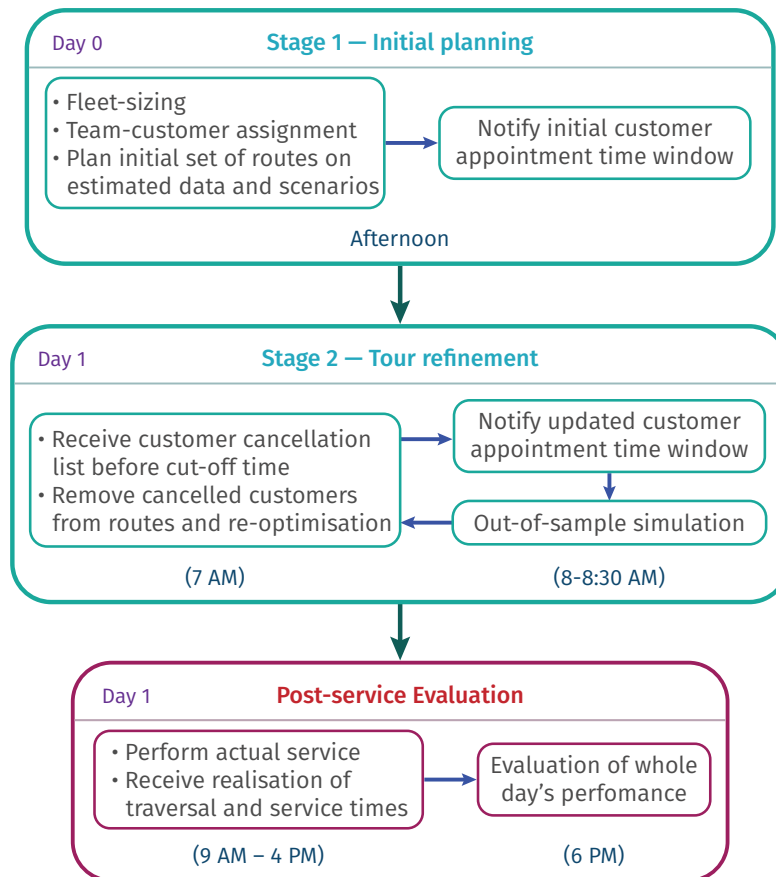 Day 0
Stage 1 — Initial planning
• Fleet-sizing
• Team-customer assignment
• Plan initial set of routes on
estimated data and scenarios
Notify initial customer
appointment time window
Afternoon
Day 1
Stage 2 — Tour refinement
• Receive customer cancellation
list before cut-off time
• Remove cancelled customers
from routes and re-optimisation
Notify updated customer
appointment time window
Out-of-sample simulation
(7 AM)
(8-8:30 AM)
Day 1
Post-service Evaluation
• Perform actual service
• Receive realisation of
traversal and service times
Evaluation of whole
day’s perfomance
(9 AM – 4 PM)
(6 PM)